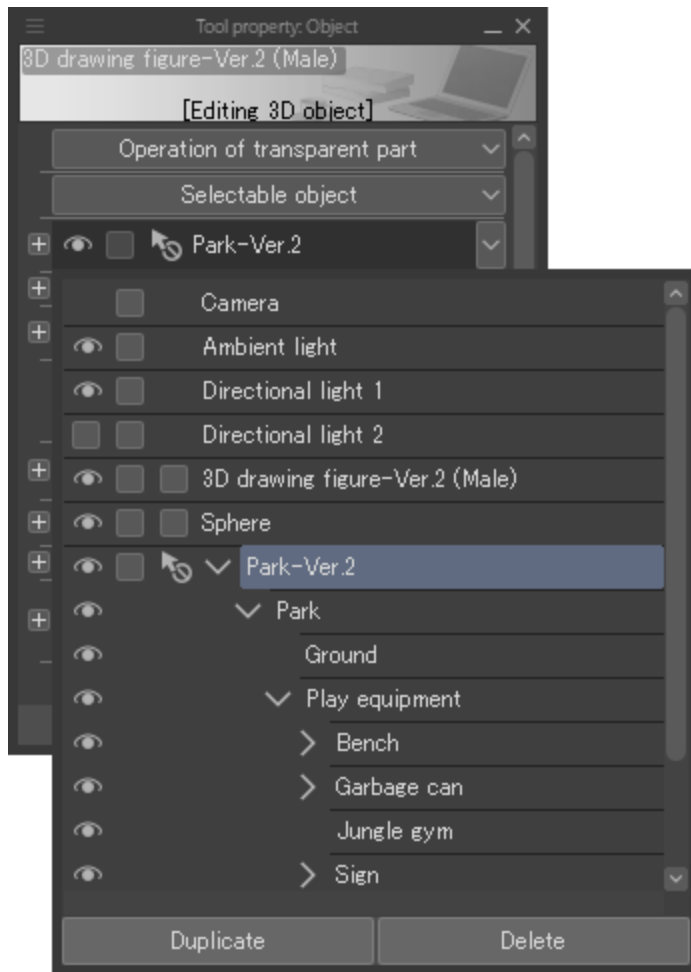 Tool property: Object
3D drawing figure-Ver.2 (Male)
[Editing 3D object]
Operation of transparent part
Selectable object
Park-Ver.2
Camera
Ambient light
Directional light 1
Directional light 2
3D drawing figure-Ver.2 (Male)
Sphere
Park-Ver.2
Park
Ground
Play equipment
Bench
Garbage can
Jungle gym
Sign
Duplicate
Delete